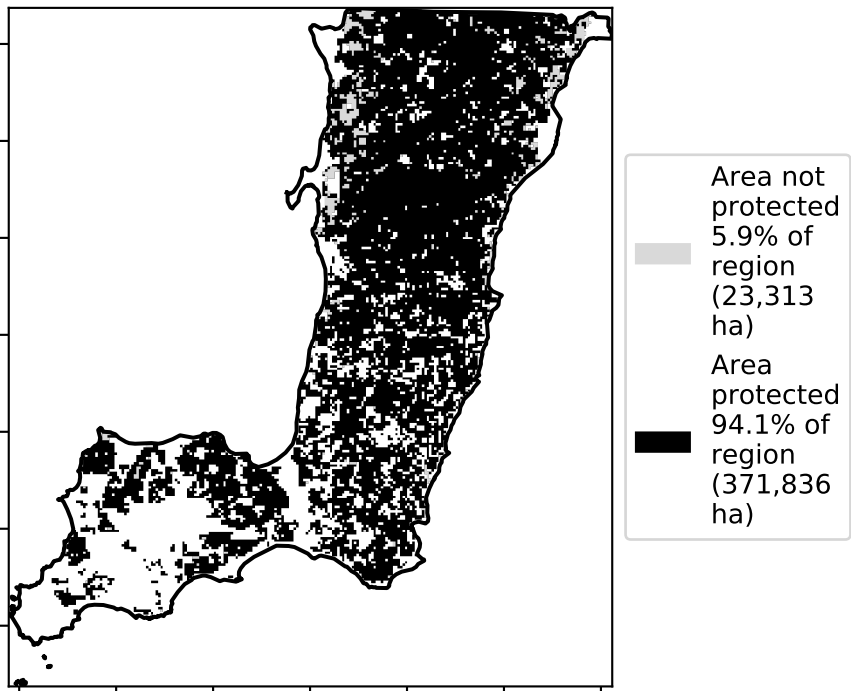 Area not
protected
5.9% of
region
(23,313
ha)
Area
protected
94.1% of
region
(371,836
ha)